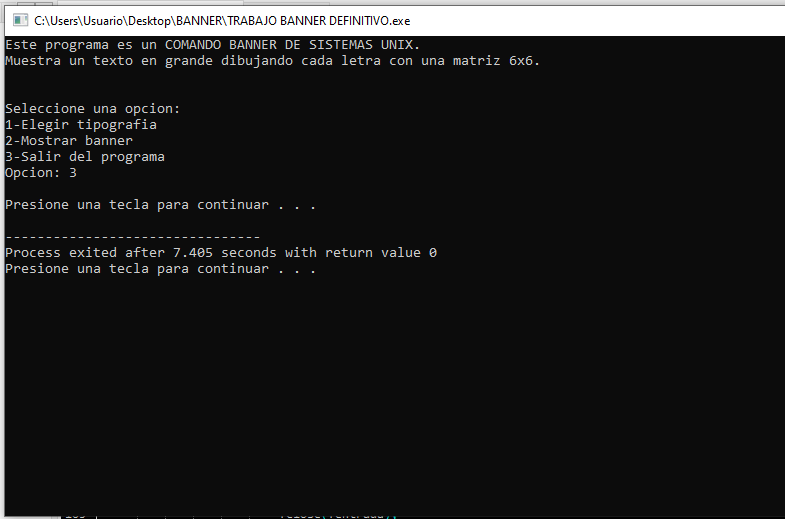 C:\Users\Usuario\Desktop\BANNER\TRABAJO BANNER DEFINITIVO.exe
Este programa es un COMANDO BANNER DE SISTEMAS UNIX.
Muestra un texto en grande dibujando cada letra con una matriz 6x6.
Seleccione una opcion:
1-Elegir tipografia
2-Mostrar banner
3-Salir del programa
Opcion: 3
Presione una tecla para continuar . . .
--------------------------------
Process exited after 7.405 seconds with return value 0
Presione una tecla para continuar . . .